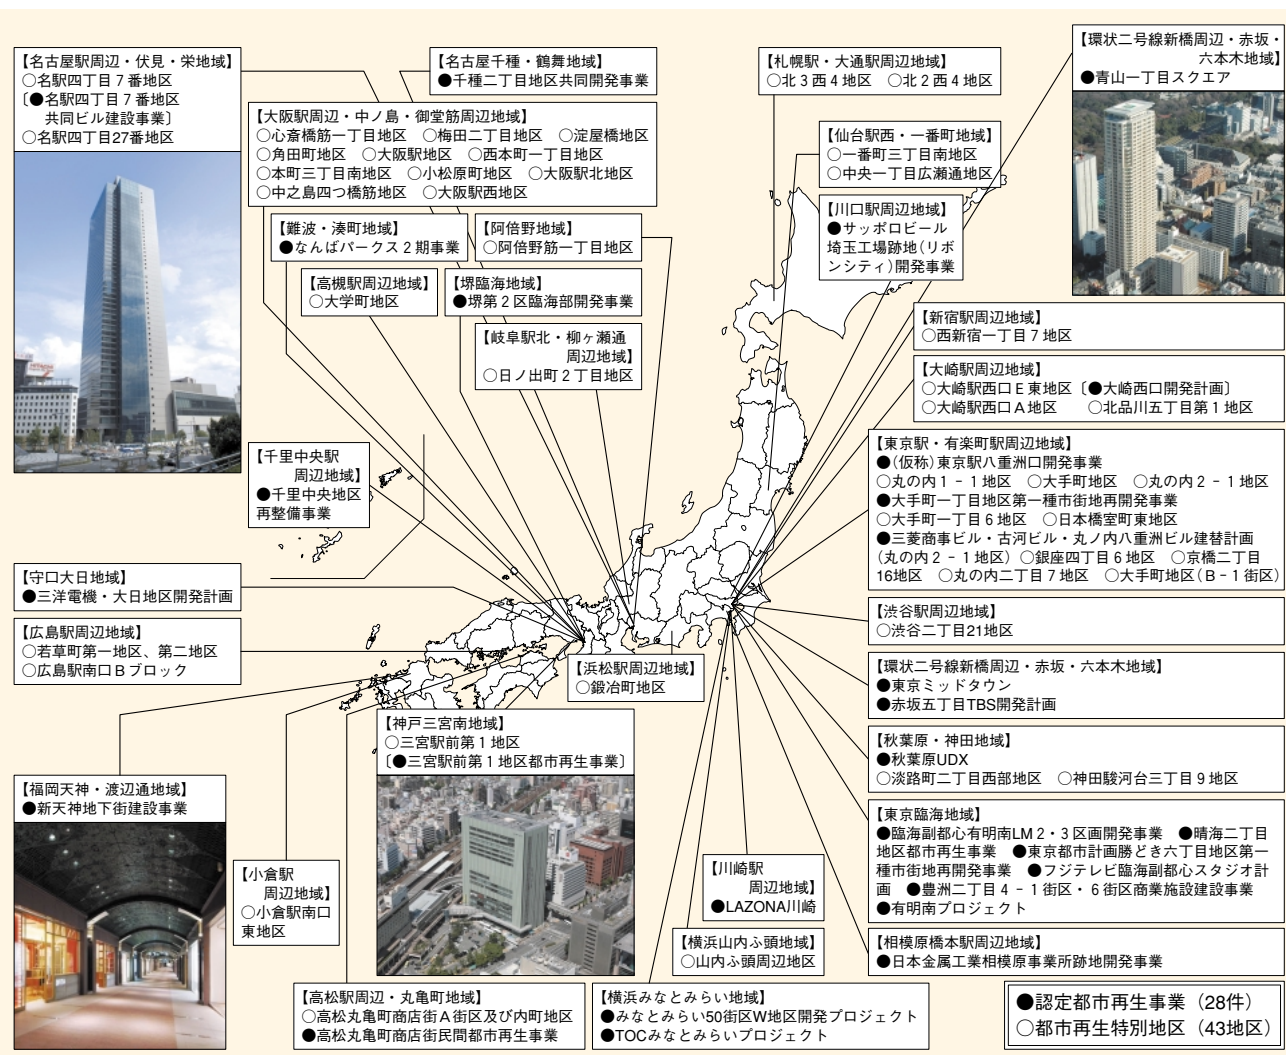 【名古屋駅周辺・伏見・栄地域】
○名駅四丁目７番地区
〔●名駅四丁目７番地区
共同ビル建設事業〕
○名駅四丁目27番地区
【名古屋千種・鶴舞地域】
●千種二丁目地区共同開発事業
【大阪駅周辺・中ノ島・御堂筋周辺地域】
○心斎橋筋一丁目地区　○梅田二丁目地区　○淀屋橋地区
○角田町地区　○大阪駅地区　○西本町一丁目地区
○本町三丁目南地区　○小松原町地区　○大阪駅北地区
○中之島四つ橋筋地区　○大阪駅西地区
【難波・湊町地域】
●なんばパークス２期事業
【阿倍野地域】
○阿倍野筋一丁目地区
【高槻駅周辺地域】
○大学町地区
【堺臨海地域】
●堺第２区臨海部開発事業
【岐阜駅北・柳ヶ瀬通
周辺地域】
○日ノ出町２丁目地区
【札幌駅・大通駅周辺地域】
○北３西４地区　○北２西４地区
【仙台駅西・一番町地域】
○一番町三丁目南地区
○中央一丁目広瀬通地区
【川口駅周辺地域】
●サッポロビール
埼玉工場跡地（リボ
ンシティ）開発事業
【環状二号線新橋周辺・赤坂・
六本木地域】
●青山一丁目スクエア
【新宿駅周辺地域】
○西新宿一丁目７地区
【大崎駅周辺地域】
○大崎駅西口Ｅ東地区〔●大崎西口開発計画〕
○大崎駅西口Ａ地区　　○北品川五丁目第１地区
【東京駅・有楽町駅周辺地域】
●（仮称）東京駅八重洲口開発事業
○丸の内１－１地区　○大手町地区　○丸の内２－１地区
●大手町一丁目地区第一種市街地再開発事業
○大手町一丁目６地区　○日本橋室町東地区
●三菱商事ビル・古河ビル・丸ノ内八重洲ビル建替計画
（丸の内２－１地区）○銀座四丁目６地区　○京橋二丁目
16地区　○丸の内二丁目７地区　○大手町地区（Ｂ－１街区）
【渋谷駅周辺地域】
○渋谷二丁目21地区
【環状二号線新橋周辺・赤坂・六本木地域】
●東京ミッドタウン
●赤坂五丁目TBS開発計画
【秋葉原・神田地域】
●秋葉原UDX
○淡路町二丁目西部地区　○神田駿河台三丁目９地区
【東京臨海地域】
●臨海副都心有明南LM２・３区画開発事業　●晴海二丁目
地区都市再生事業　●東京都市計画勝どき六丁目地区第一
種市街地再開発事業　●フジテレビ臨海副都心スタジオ計
画　●豊洲二丁目４－１街区・６街区商業施設建設事業
●有明南プロジェクト
【相模原橋本駅周辺地域】
●日本金属工業相模原事業所跡地開発事業
【千里中央駅
周辺地域】
●千里中央地区
再整備事業
【守口大日地域】
●三洋電機・大日地区開発計画
【広島駅周辺地域】
○若草町第一地区、第二地区
○広島駅南口Ｂブロック
【浜松駅周辺地域】
○鍛冶町地区
【神戸三宮南地域】
○三宮駅前第１地区
〔●三宮駅前第１地区都市再生事業〕
【福岡天神・渡辺通地域】
●新天神地下街建設事業
【小倉駅
周辺地域】
○小倉駅南口
東地区
【川崎駅
周辺地域】
●LAZONA川崎
【横浜山内ふ頭地域】
○山内ふ頭周辺地区
【高松駅周辺・丸亀町地域】
○高松丸亀町商店街Ａ街区及び内町地区
●高松丸亀町商店街民間都市再生事業
【横浜みなとみらい地域】
●みなとみらい50街区W地区開発プロジェクト
●TOCみなとみらいプロジェクト
●認定都市再生事業（28件）
○都市再生特別地区（43地区）